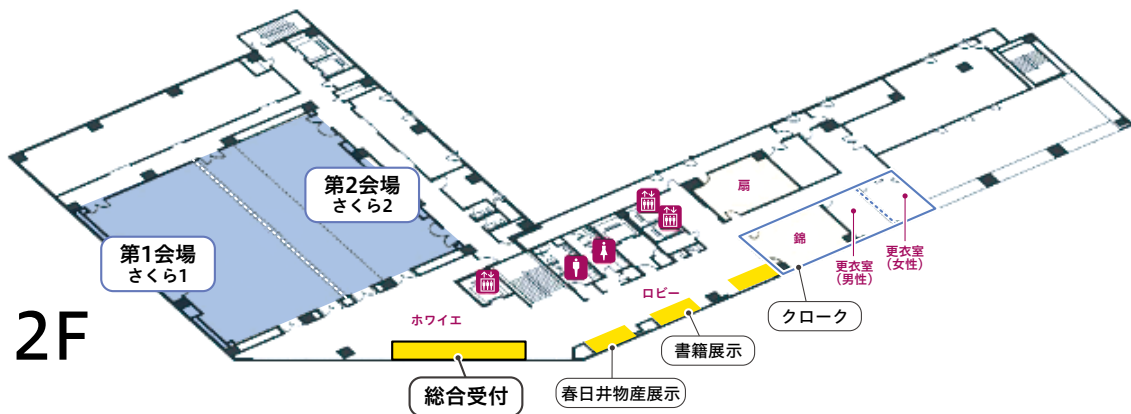 第2会場
さくら2
第1会場
さくら1
扇
錦
更衣室
（男性）
更衣室
（女性）
クローク
ロビー
ホワイエ
書籍展示
春日井物産展示
総合受付
2F